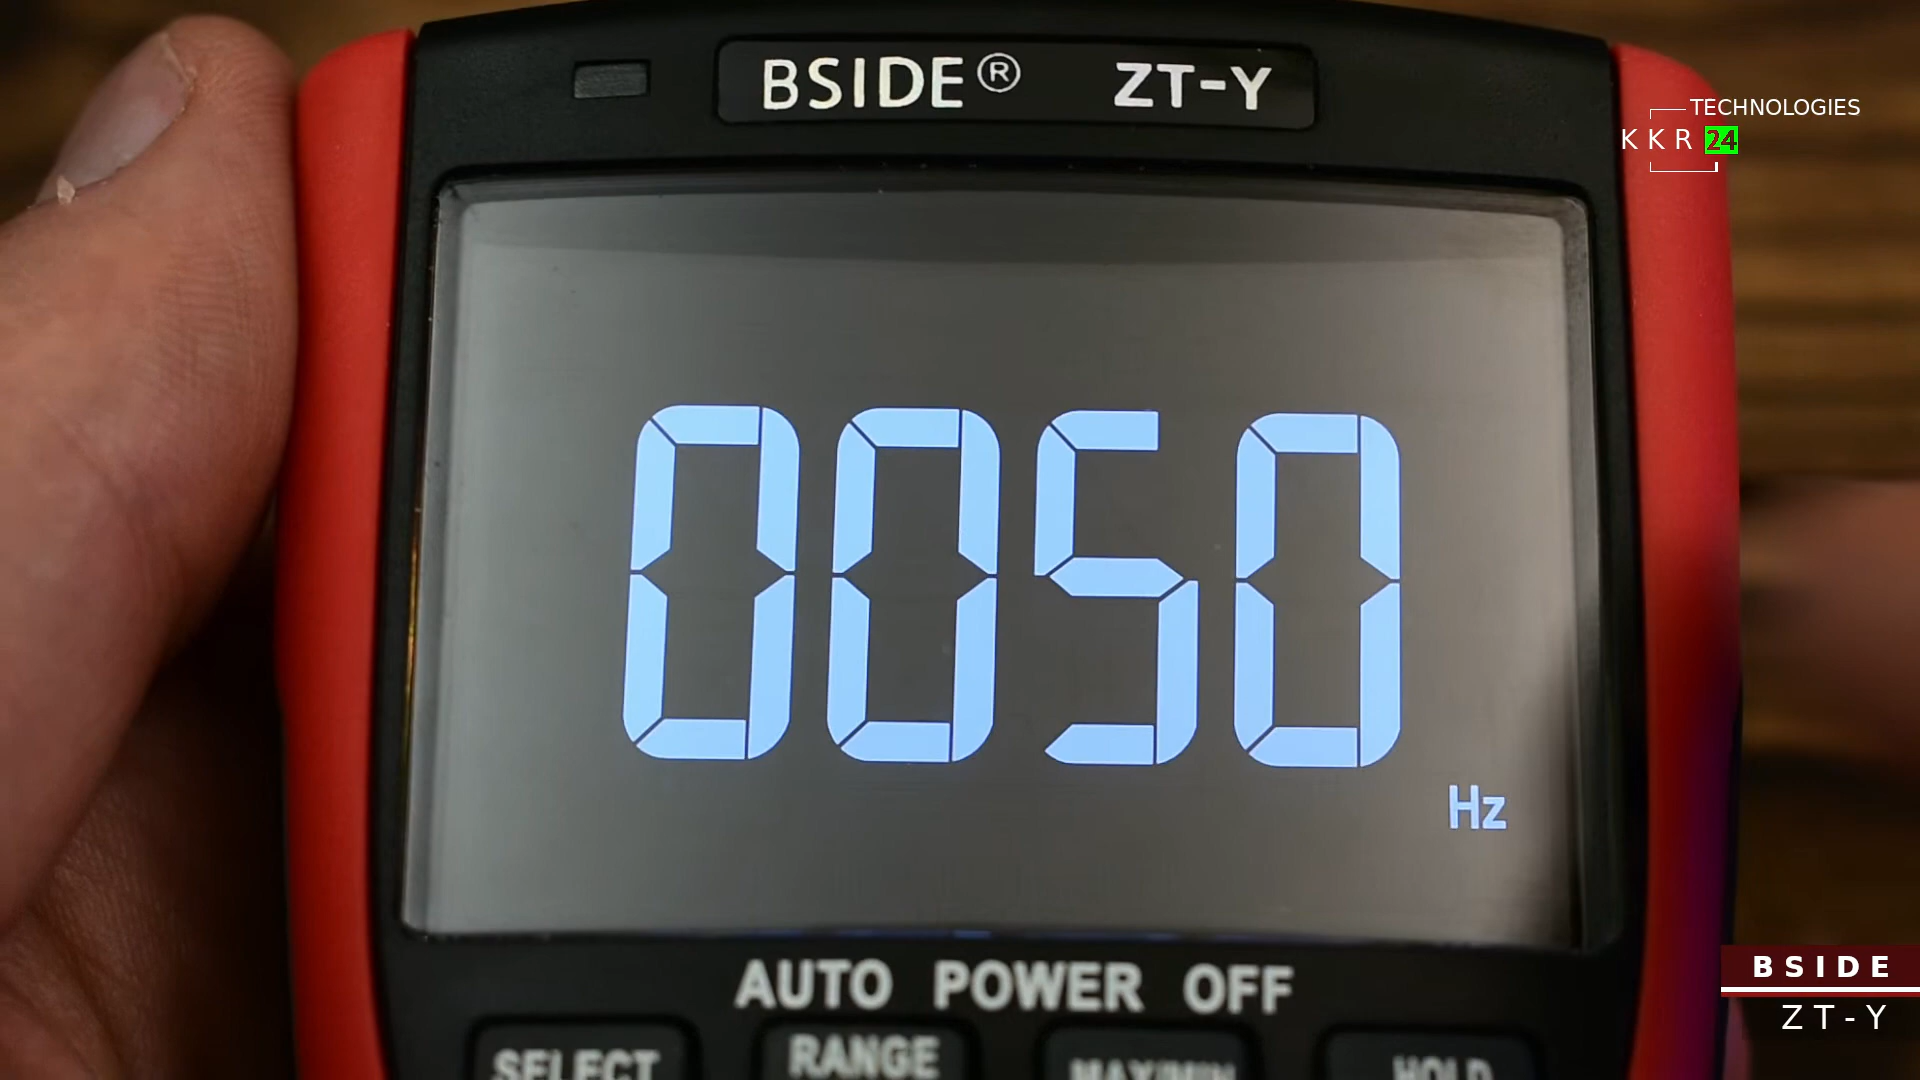 BSIDE® ZT-Y
TECHNOLOGIES
KKR 24
0050
Hz
AUTO POWER OFF
SELECT RANGE MAX/MIN HOLD
BSIDE
ZT-Y